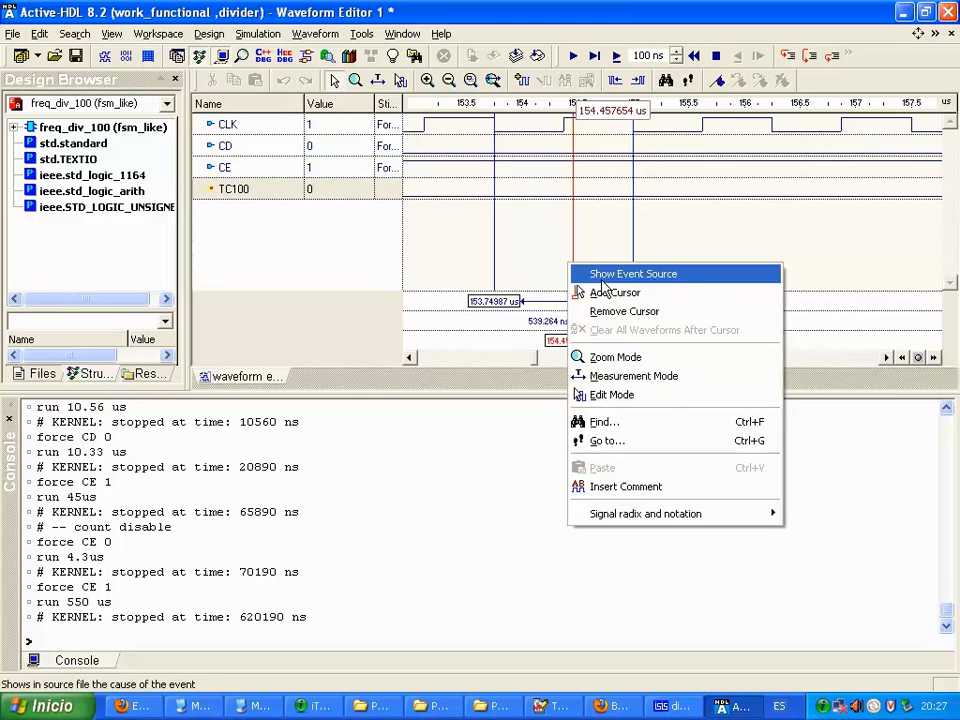 Active-HDL 8.2 (work_functional ,divider) - Waveform Editor 1 *
File Edit Search View Workspace Design Simulation Waveform Tools Window Help
100 ns
Design Browser
freq_div_100 (fsm_like)
freq_div_100 (fsm_like)
std.standard
std.TEXTIO
ieee.std_logic_1164
ieee.std_logic_arith
ieee.STD_LOGIC_UNSIGNE
Name Value
Files Stru... Res...
Name Value Sti
153.5 154 155.5 156 156.5 157 157.5 us
154.457654 us
CLK 1 For...
CD 0 For...
CE 1 For...
TC100 0
153.74987 us
539.264 ns
Show Event Source
Add Cursor
Remove Cursor
Clear All Waveforms After Cursor
Zoom Mode
Measurement Mode
Edit Mode
Find... Ctrl+F
Go to... Ctrl+G
Paste Ctrl+V
Insert Comment
Signal radix and notation
waveform e...
Console
run 10.56 us
# KERNEL: stopped at time: 10560 ns
force CD 0
run 10.33 us
# KERNEL: stopped at time: 20890 ns
force CE 1
run 45us
# KERNEL: stopped at time: 65890 ns
# -- count disable
force CE 0
run 4.3us
# KERNEL: stopped at time: 70190 ns
force CE 1
run 550 us
# KERNEL: stopped at time: 620190 ns
>
Console
Shows in source file the cause of the event
Inicio E... M... M... iT... P... P... P... T... B... di... A... ES 20:27